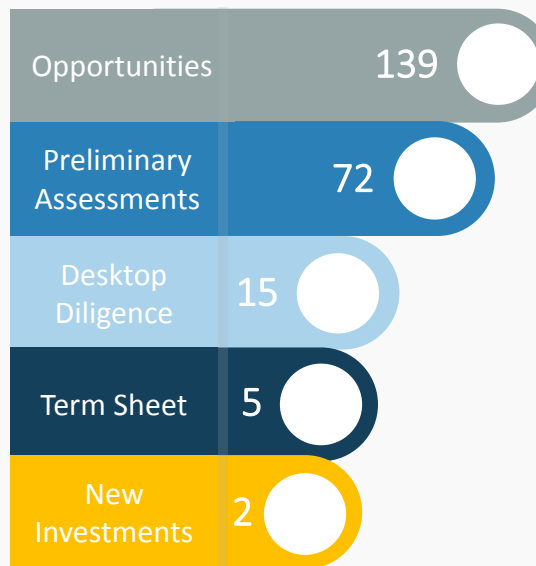 Opportunities 139
Preliminary
Assessments
72
Desktop
Diligence
15
Term Sheet 5
New
Investments
2